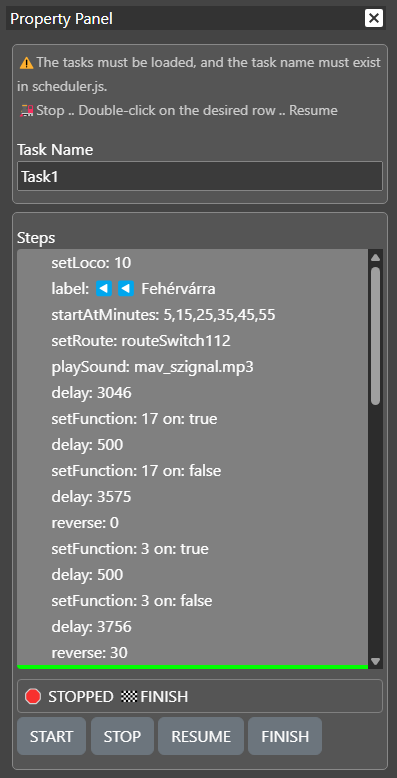 Property Panel
⚠️The tasks must be loaded, and the task name must exist
in scheduler.js.
🚂Stop .. Double-click on the desired row .. Resume
Task Name
Task1
Steps
setLoco: 10
label: ◀️ ◀️ Fehérvárra
startAtMinutes: 5,15,25,35,45,55
setRoute: routeSwitch112
playSound: mav_szignal.mp3
delay: 3046
setFunction: 17 on: true
delay: 500
setFunction: 17 on: false
delay: 3575
reverse: 0
setFunction: 3 on: true
delay: 500
setFunction: 3 on: false
delay: 3756
reverse: 30
🛑 STOPPED 🏁FINISH
START STOP RESUME FINISH